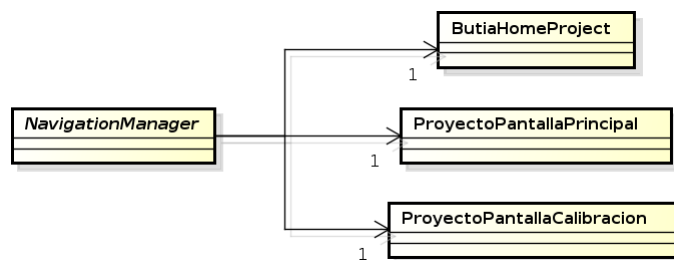 ButiaHomeProject
1
NavigationManager
ProyectoPantallaPrincipal
1
ProyectoPantallaCalibracion
1